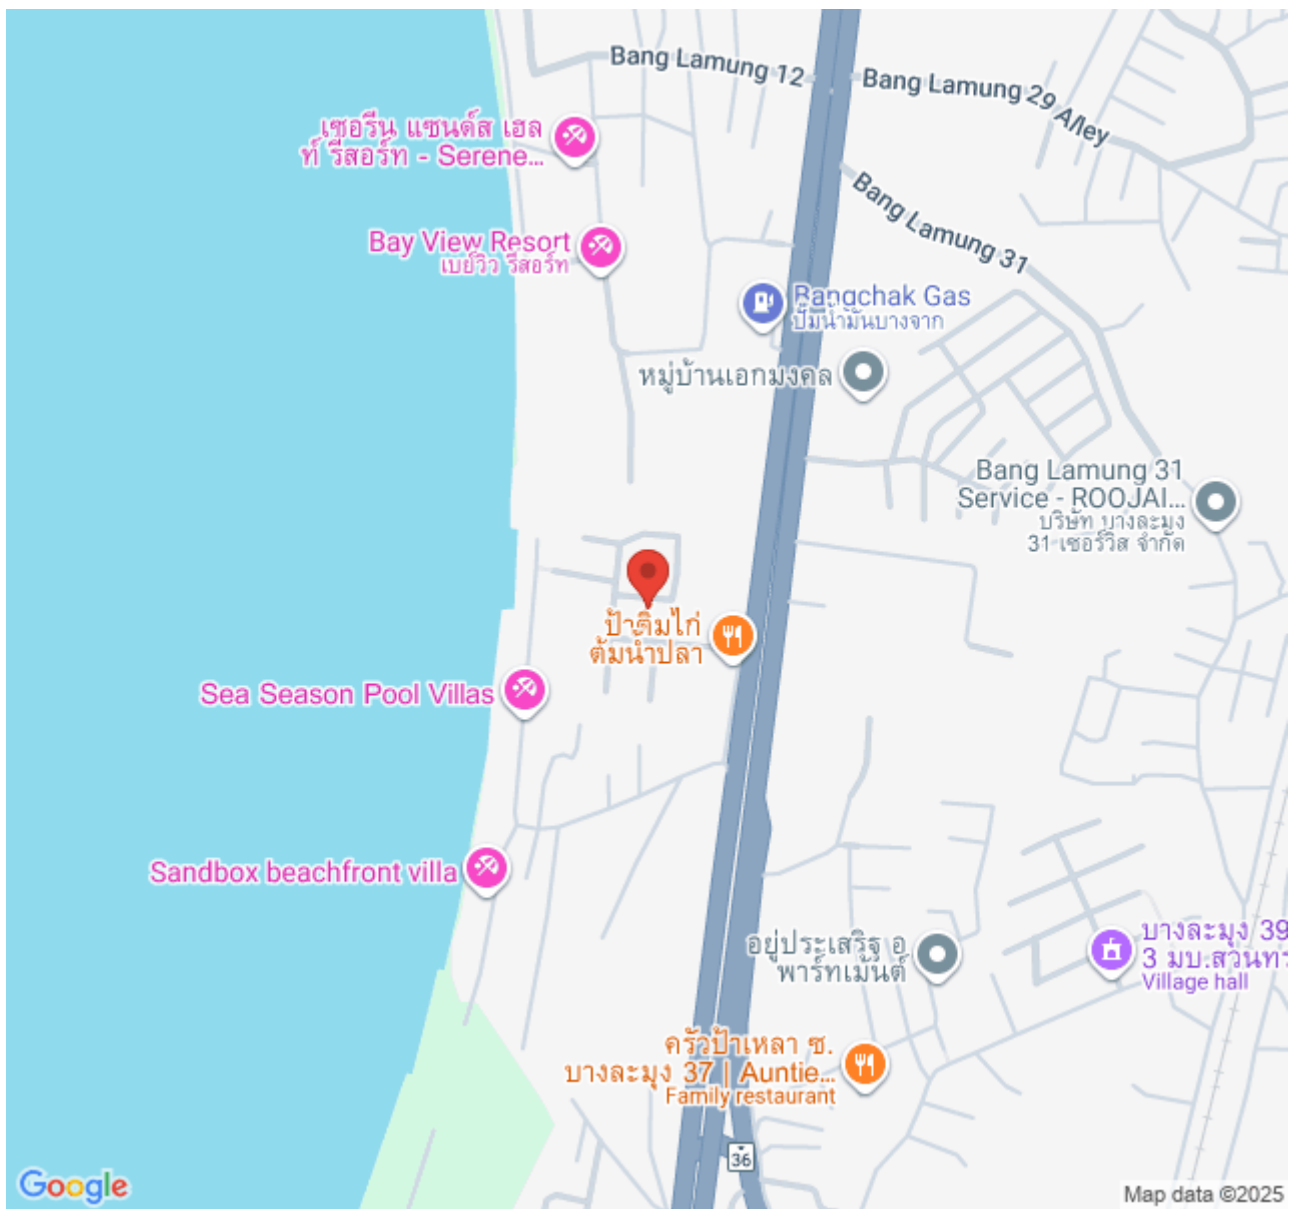 Bang Lamung 12
Bang Lamung 29 Alley
เซอรีน แซนด์ส เฮล
ท์ รีสอร์ท - Serene...
Bang Lamung 31
Bay View Resort
เบย์วิว รีสอร์ท
Bangchak Gas
ปั๊มน้ำมันบางจาก
หมู่บ้านเอกมงคล
Bang Lamung 31
Service - ROOJAI...
บริษัท บางละมุง
31 เซอร์วิส จำกัด
ป้าติ๋มไก่
ต้มน้ำปลา
Sea Season Pool Villas
Sandbox beachfront villa
บางละมุง 39
3 มบ.สวนทร
Village hall
อยู่ประเสริฐ อ
พาร์ทเม้นต์
ครัวป้าเหลา ซ.
บางละมุง 37 | Auntie...
Family restaurant
36
Google
Map data ©2025